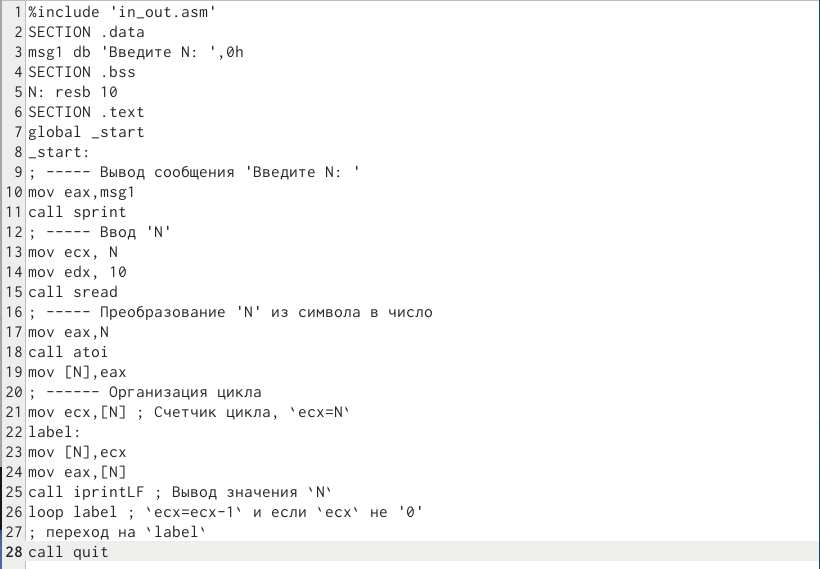 1 %include 'in_out.asm'
2 SECTION .data
3 msg1 db 'Введите N: ',0h
4 SECTION .bss
5 N: resb 10
6 SECTION .text
7 global _start
8 _start:
9 ; ----- Вывод сообщения 'Введите N: '
10 mov eax,msg1
11 call sprint
12 ; ----- Ввод 'N'
13 mov ecx, N
14 mov edx, 10
15 call sread
16 ; ----- Преобразование 'N' из символа в число
17 mov eax,N
18 call atoi
19 mov [N],eax
20 ; ------ Организация цикла
21 mov ecx,[N] ; Счетчик цикла, `ecx=N`
22 label:
23 mov [N],ecx
24 mov eax,[N]
25 call iprintLF ; Вывод значения `N`
26 loop label ; `ecx=ecx-1` и если `ecx` не '0'
27 ; переход на `label`
28 call quit